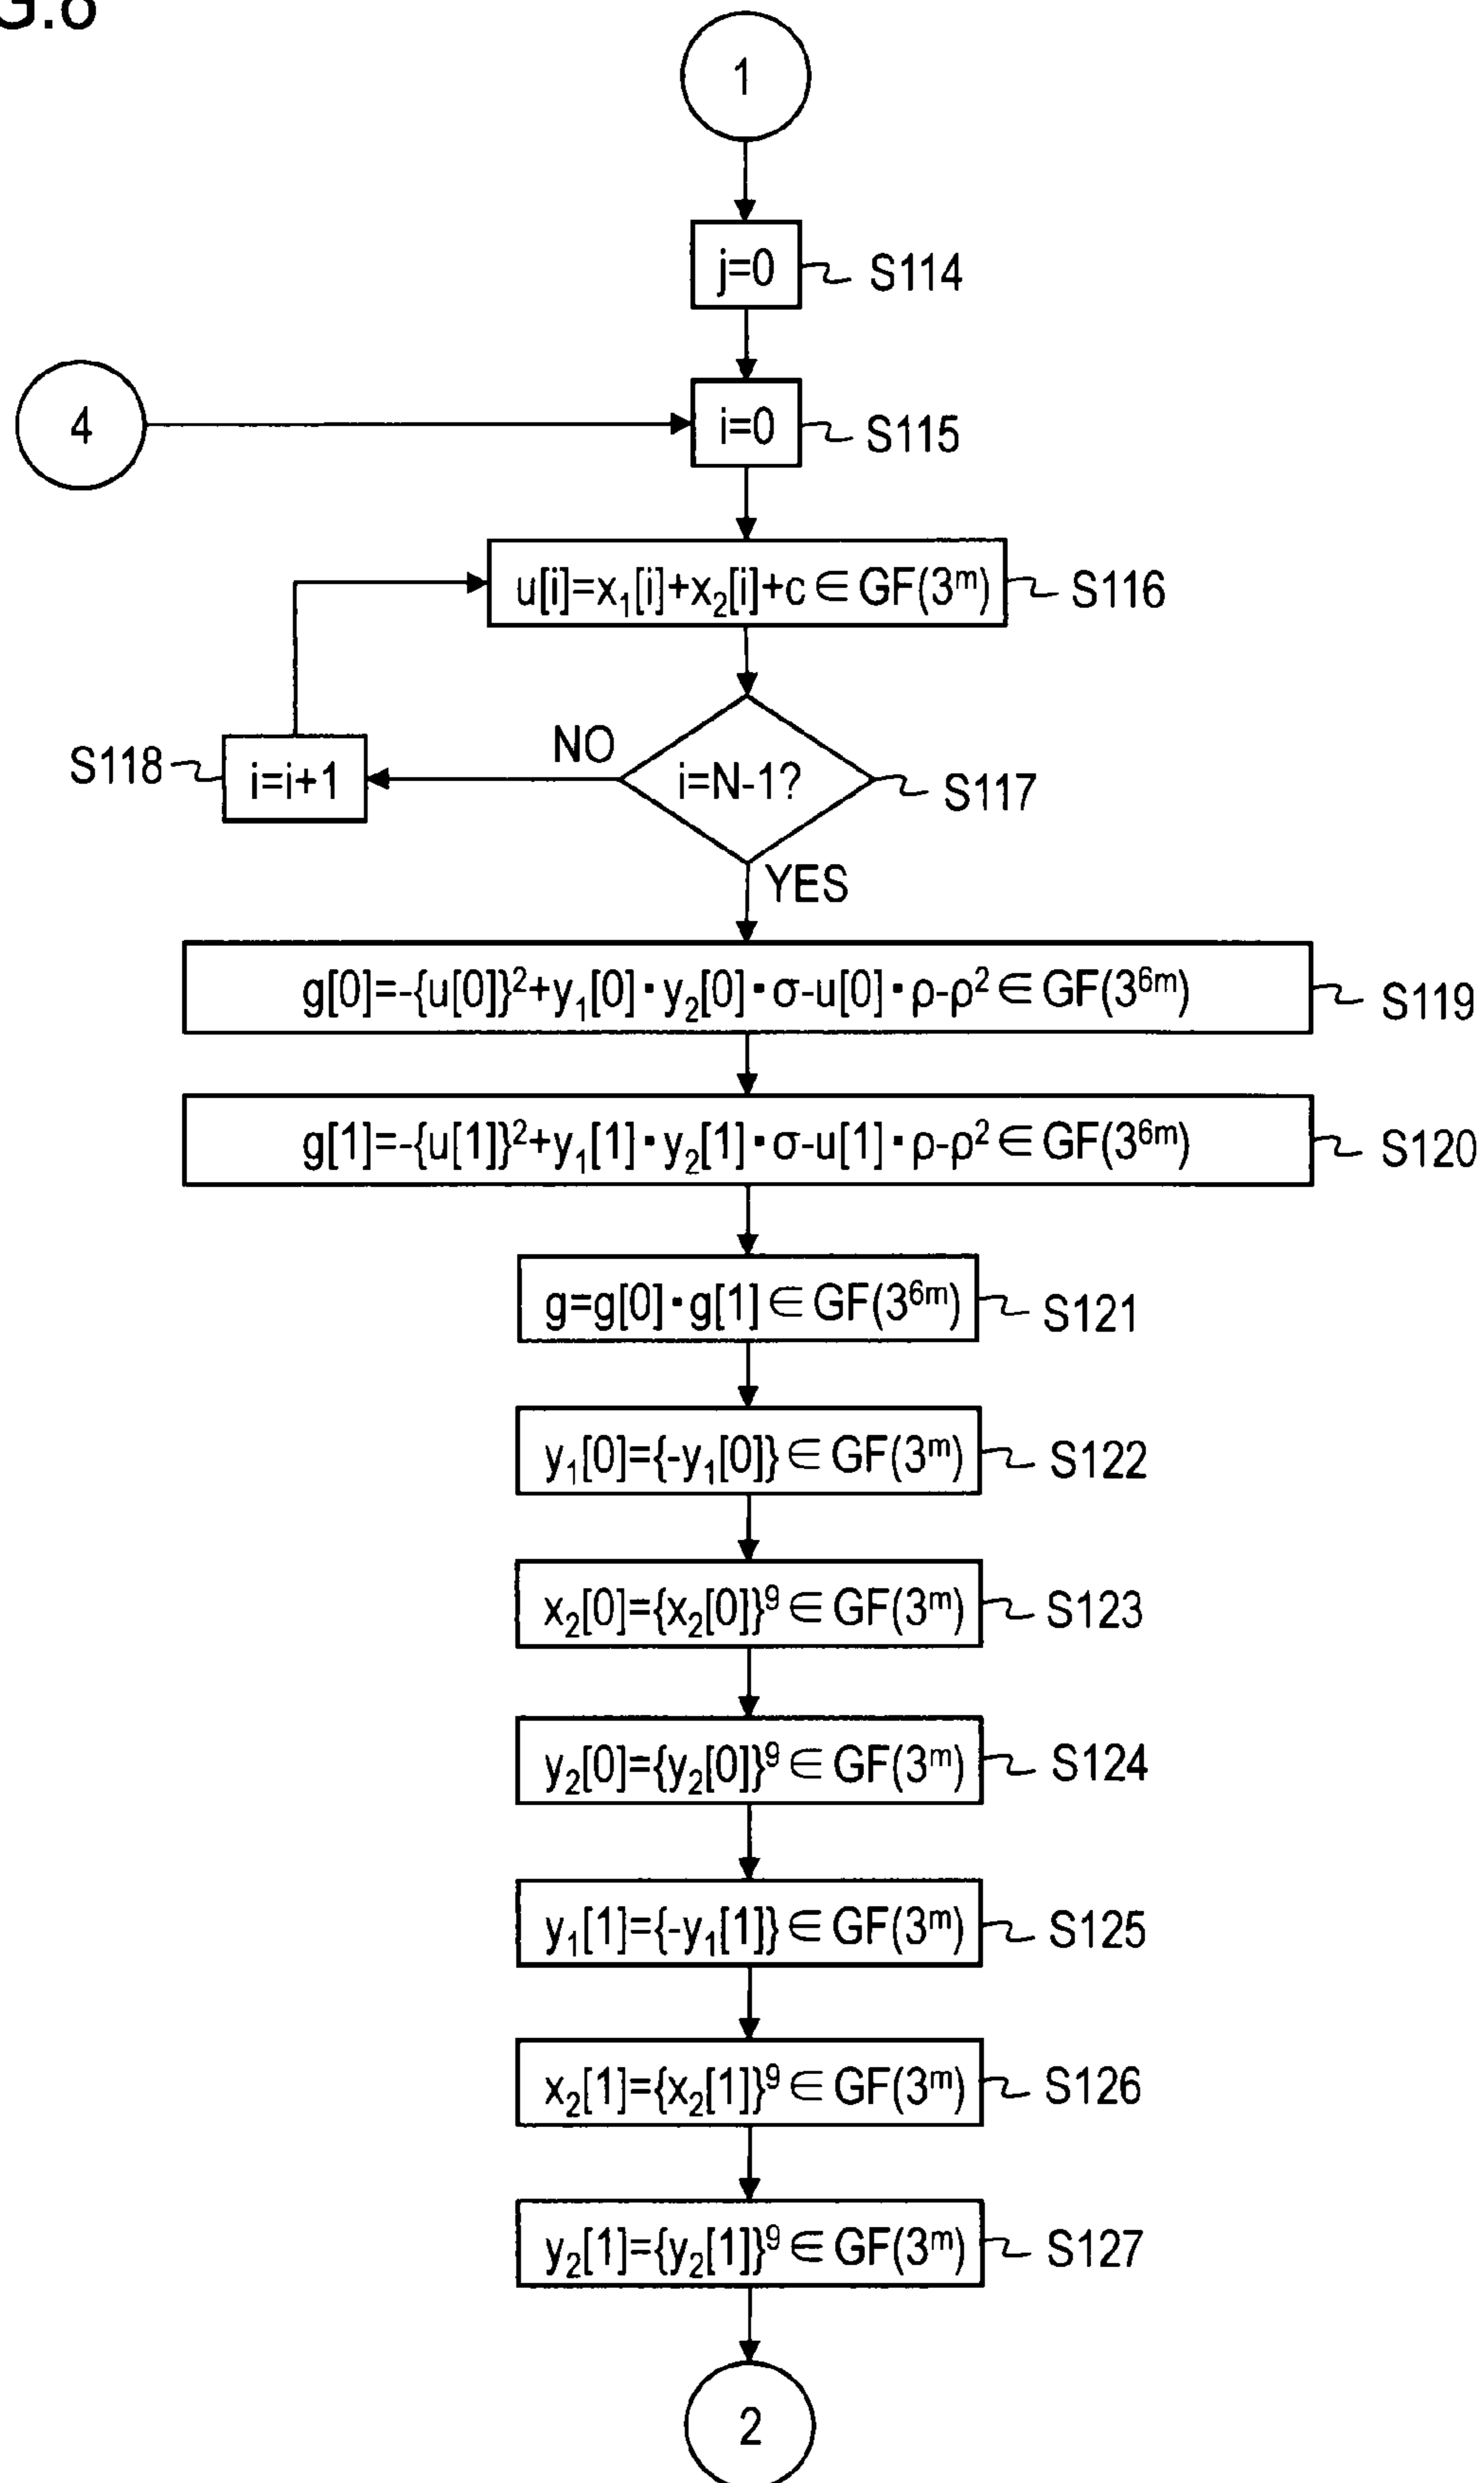 G.8
1
j=0 S114
4
i=0 S115
u[i]=x₁[i]+x₂[i]+c∈GF(3ᵐ) S116
NO
S118 i=i+1
i=N-1? S117
YES
g[0]=-{u[0]}²+y₁[0]·y₂[0]·σ-u[0]·ρ-ρ²∈GF(3⁶ᵐ) S119
g[1]=-{u[1]}²+y₁[1]·y₂[1]·σ-u[1]·ρ-ρ²∈GF(3⁶ᵐ) S120
g=g[0]·g[1]∈GF(3⁶ᵐ) S121
y₁[0]={-y₁[0]}∈GF(3ᵐ) S122
x₂[0]={x₂[0]}⁹∈GF(3ᵐ) S123
y₂[0]={y₂[0]}⁹∈GF(3ᵐ) S124
y₁[1]={-y₁[1]}∈GF(3ᵐ) S125
x₂[1]={x₂[1]}⁹∈GF(3ᵐ) S126
y₂[1]={y₂[1]}⁹∈GF(3ᵐ) S127
2